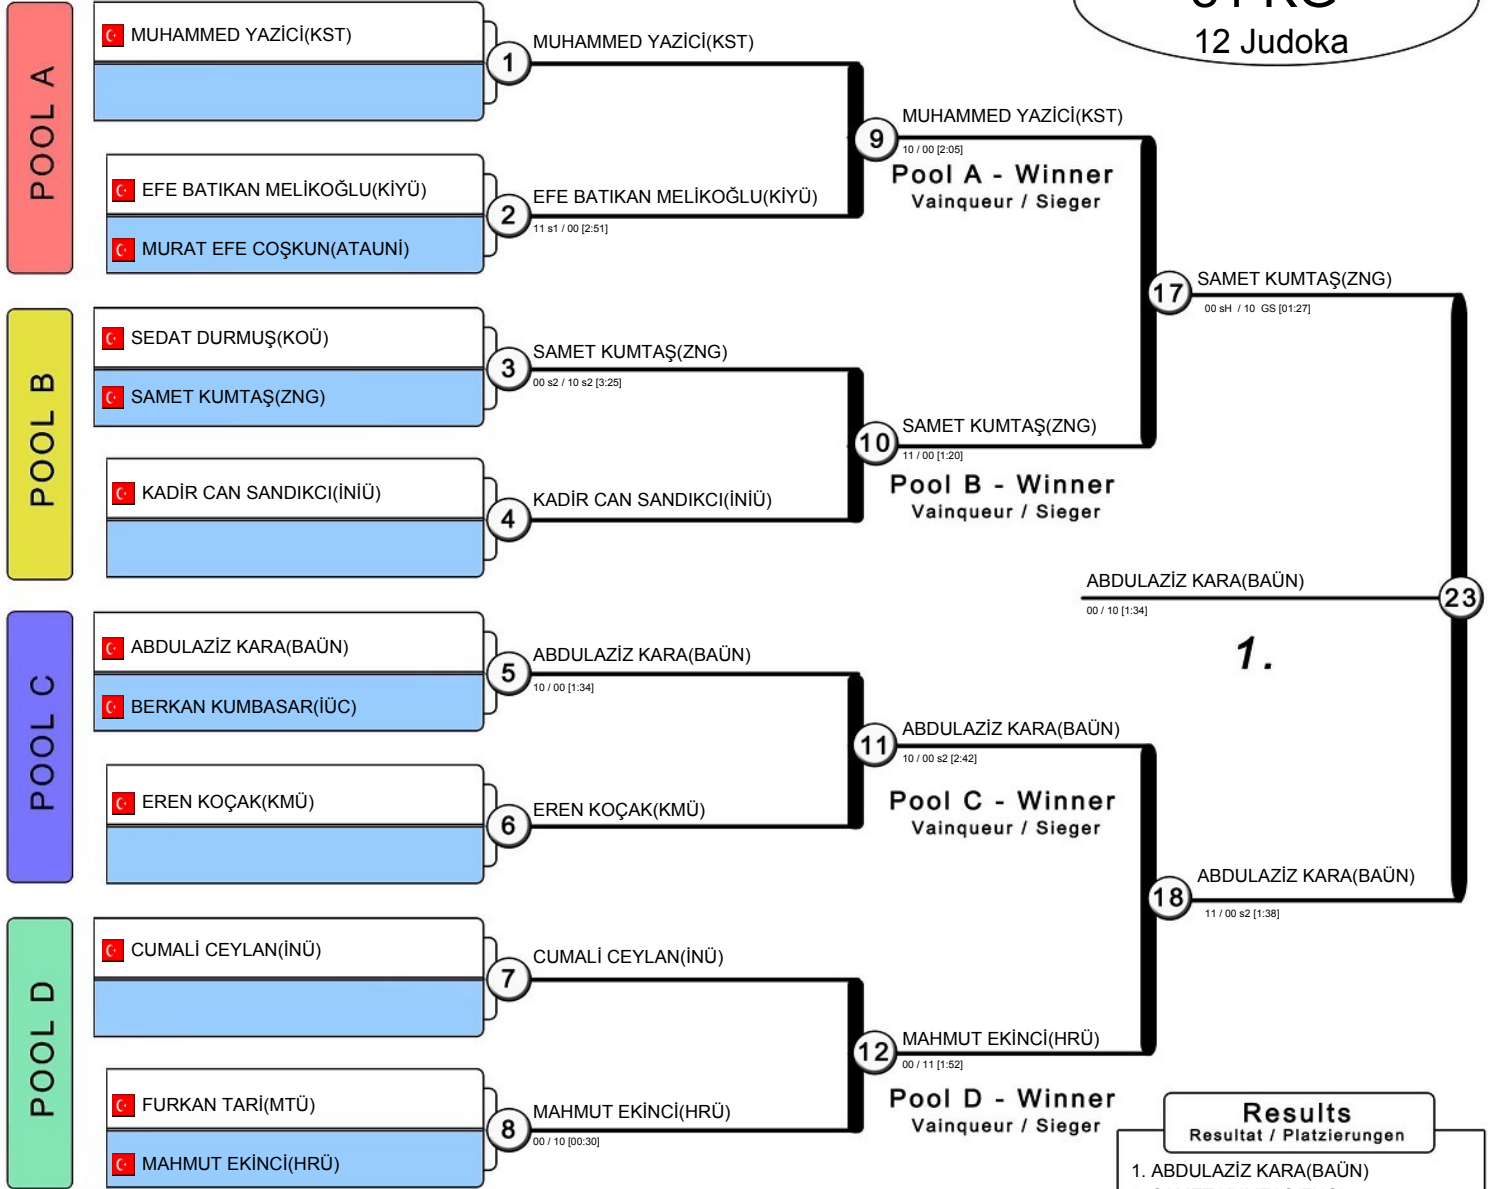 12 Judoka
POOL A
MUHAMMED YAZİCİ(KST)
EFE BATIKAN MELİKOĞLU(KİYÜ)
MURAT EFE COŞKUN(ATAUNİ)
POOL B
SEDAT DURMUŞ(KOÜ)
SAMET KUMTAŞ(ZNG)
KADİR CAN SANDIKCI(İNİÜ)
POOL C
ABDULAZİZ KARA(BAÜN)
BERKAN KUMBASAR(İÜC)
EREN KOÇAK(KMÜ)
POOL D
CUMALİ CEYLAN(İNÜ)
FURKAN TARİ(MTÜ)
MAHMUT EKİNCİ(HRÜ)
1
MUHAMMED YAZİCİ(KST)
2
EFE BATIKAN MELİKOĞLU(KİYÜ)
11 s1 / 00 [2:51]
3
SAMET KUMTAŞ(ZNG)
00 s2 / 10 s2 [3:25]
4
KADİR CAN SANDIKCI(İNİÜ)
5
ABDULAZİZ KARA(BAÜN)
10 / 00 [1:34]
6
EREN KOÇAK(KMÜ)
7
CUMALİ CEYLAN(İNÜ)
8
MAHMUT EKİNCİ(HRÜ)
00 / 10 [00:30]
9
MUHAMMED YAZİCİ(KST)
10 / 00 [2:05]
Pool A - Winner
Vainqueur / Sieger
10
SAMET KUMTAŞ(ZNG)
11 / 00 [1:20]
Pool B - Winner
Vainqueur / Sieger
11
ABDULAZİZ KARA(BAÜN)
10 / 00 s2 [2:42]
Pool C - Winner
Vainqueur / Sieger
12
MAHMUT EKİNCİ(HRÜ)
00 / 11 [1:52]
Pool D - Winner
Vainqueur / Sieger
17
SAMET KUMTAŞ(ZNG)
00 sH / 10 GS [01:27]
18
ABDULAZİZ KARA(BAÜN)
11 / 00 s2 [1:38]
23
ABDULAZİZ KARA(BAÜN)
00 / 10 [1:34]
1.
Results
Resultat / Platzierungen
1. ABDULAZİZ KARA(BAÜN)